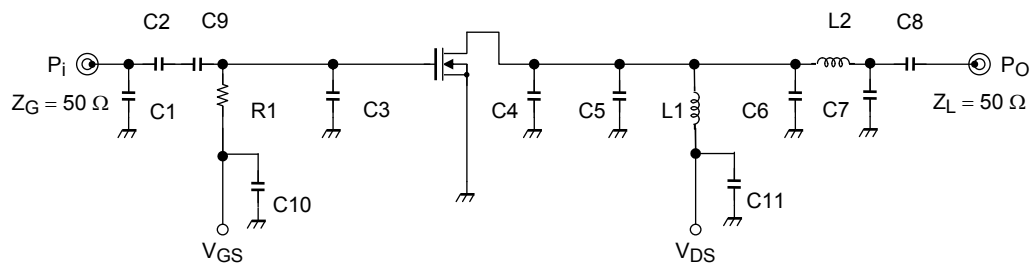 C2
C9
L2
C8
Pi
PO
ZG = 50 Ω
C1
R1
C3
C4
C5
L1
C6
C7
ZL = 50 Ω
C10
C11
VGS
VDS